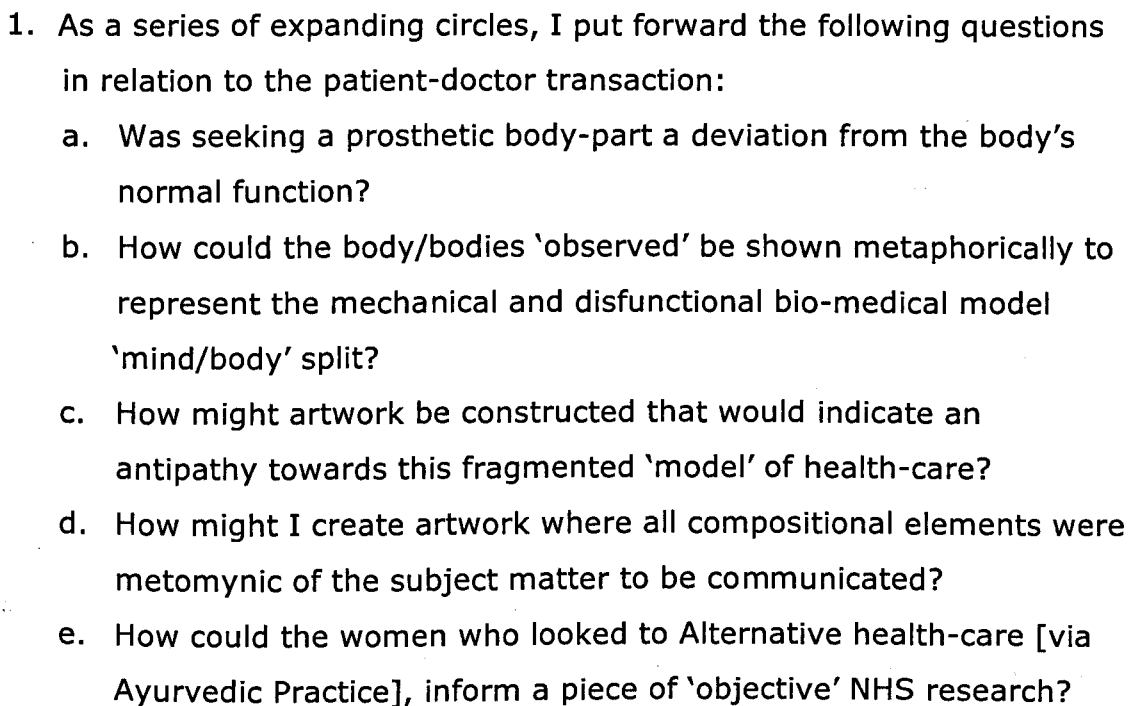 1. As a series of expanding circles, I put forward the following questions
in relation to the patient-doctor transaction:
a. Was seeking a prosthetic body-part a deviation from the body's
normal function?
b. How could the body/bodies ‘observed’ be shown metaphorically to
represent the mechanical and disfunctional bio-medical model
‘mind/body’ split?
c. How might artwork be constructed that would indicate an
antipathy towards this fragmented ‘model’ of health-care?
d. How might I create artwork where all compositional elements were
metomynic of the subject matter to be communicated?
e. How could the women who looked to Alternative health-care [via
Ayurvedic Practice], inform a piece of ‘objective’ NHS research?